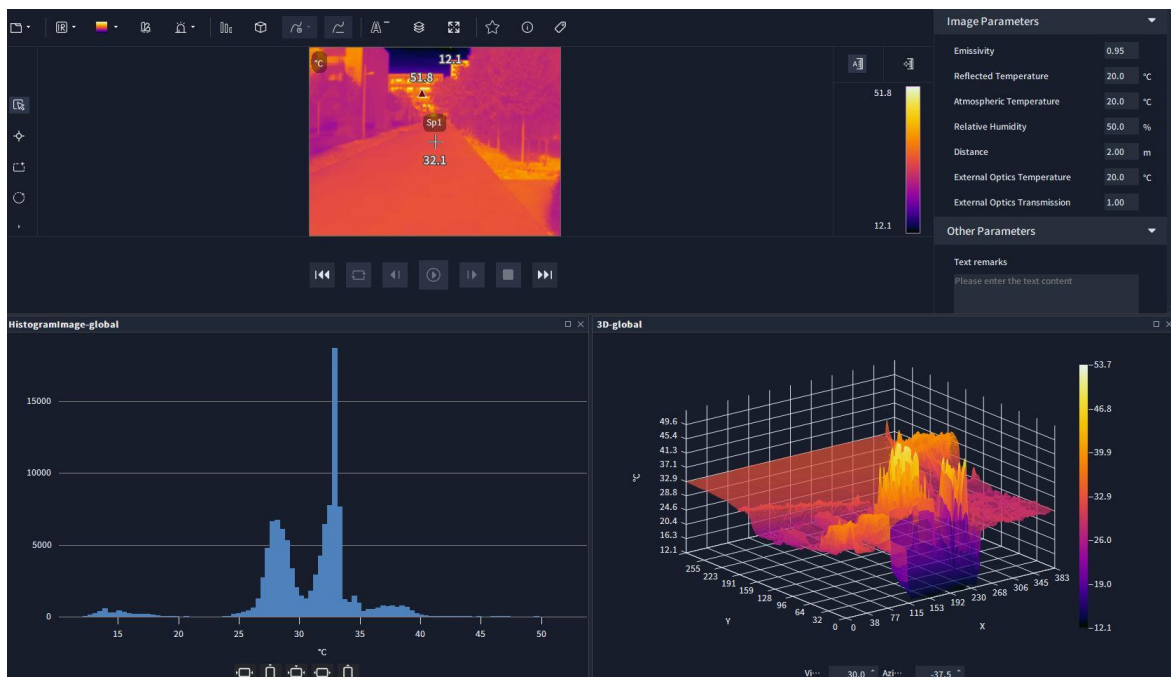 IR
A
Image Parameters
Emissivity 0.95
Reflected Temperature 20.0 °C
Atmospheric Temperature 20.0 °C
Relative Humidity 50.0 %
Distance 2.00 m
External Optics Temperature 20.0 °C
External Optics Transmission 1.00
Other Parameters
Text remarks
Please enter the text content
°C
12.1
51.8
Sp1
32.1
A
51.8
12.1
HistogramImage-global
15000
10000
5000
0
15 20 25 30 35 40 45 50
°C
3D-global
49.6
45.4
41.3
37.1
32.9
28.8
24.6
20.4
16.3
12.1
°C
255 223 191 159 128 96 64 32 0
Y
0 38 77 115 153 192 230 268 306 345 383
X
53.7
46.8
39.9
32.9
26.0
19.0
12.1
Vi··· 30.0 Azi··· -37.5